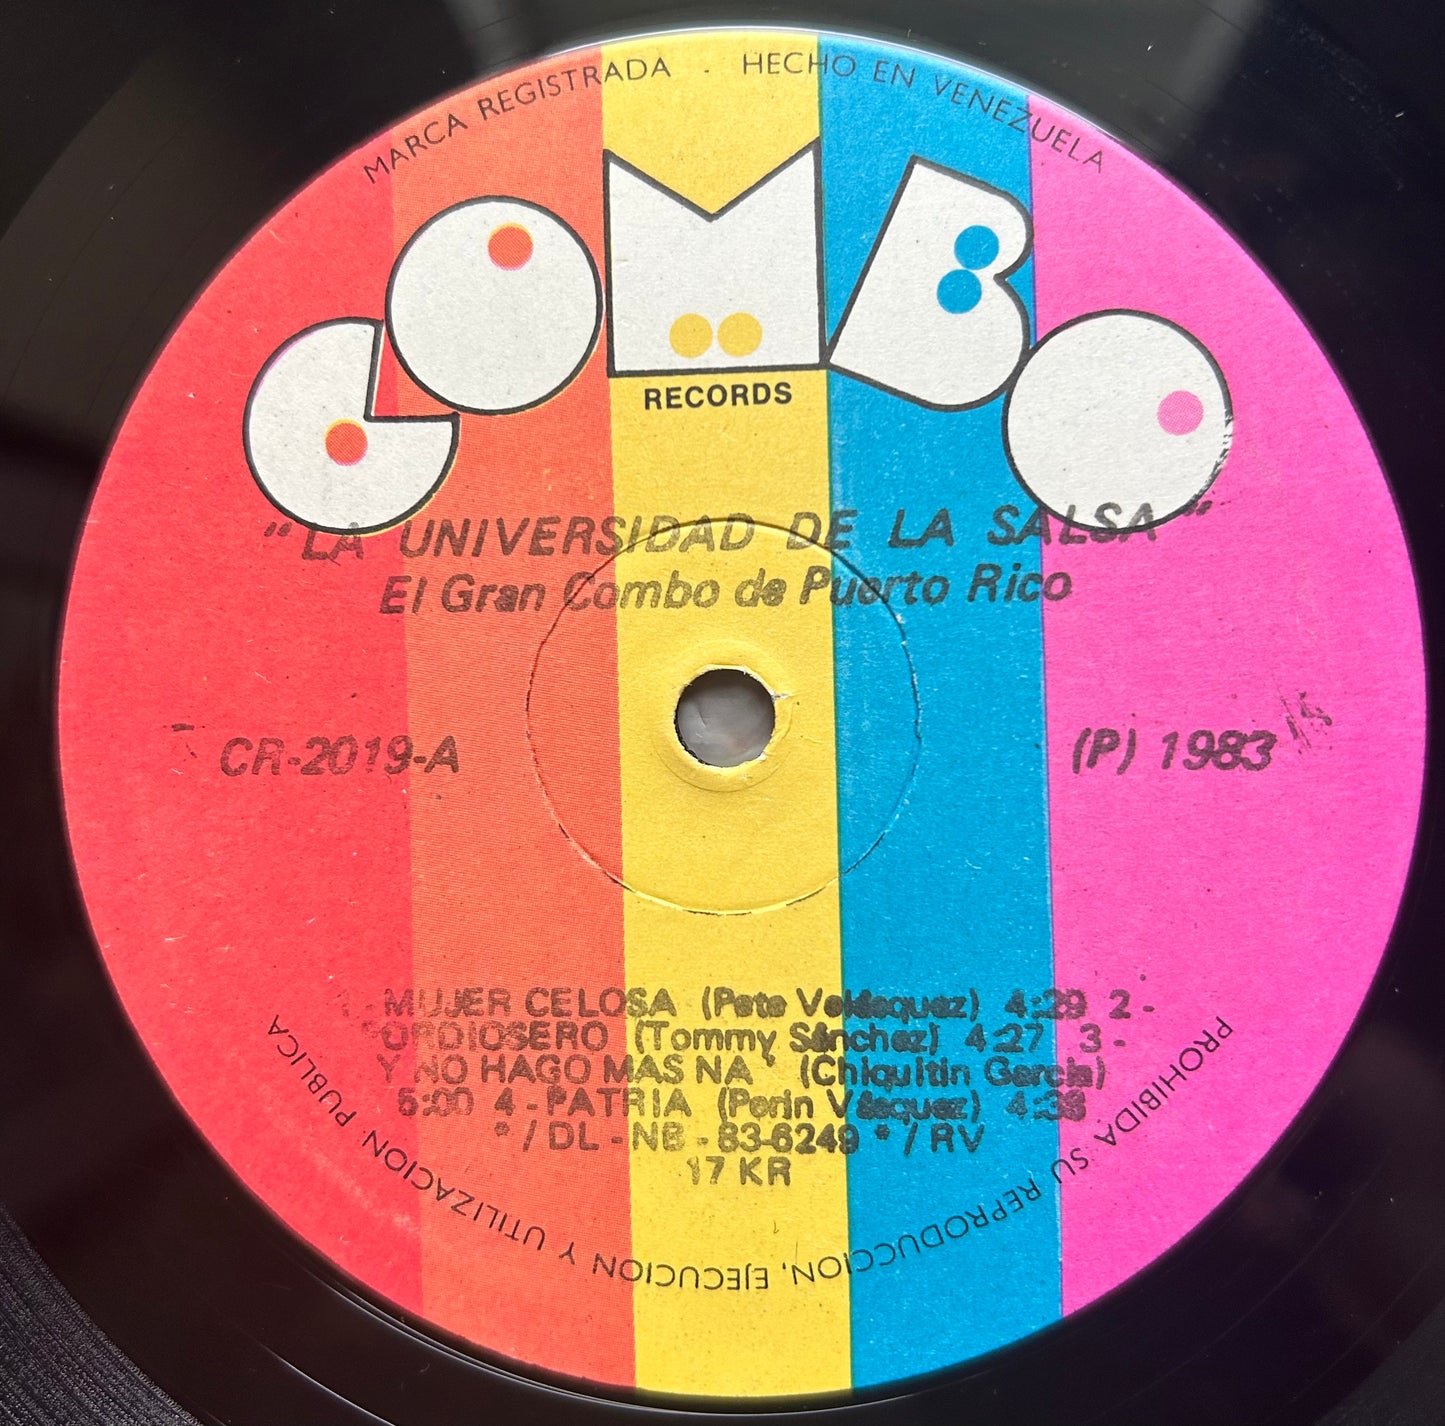 MARCA REGISTRADA . HECHO EN VENEZUELA
COMBO
RECORDS
"LA UNIVERSIDAD DE LA SALSA"
El Gran Combo de Puerto Rico
CR-2019-A
(P) 1983
MUJER CELOSA (Pete Velásquez) 4:29 2-
(Tommy Sánchez) 4:27 3-
Y NO HAGO MAS NA' (Chiquitin García)
5:00 4-PATRIA (Perin Vásquez) 4:38
*/DL-NB-83-6249 */RV
17 KR
PROHIBIDA SU REPRODUCCION, EJECUCION Y UTILIZACION PUBLICA